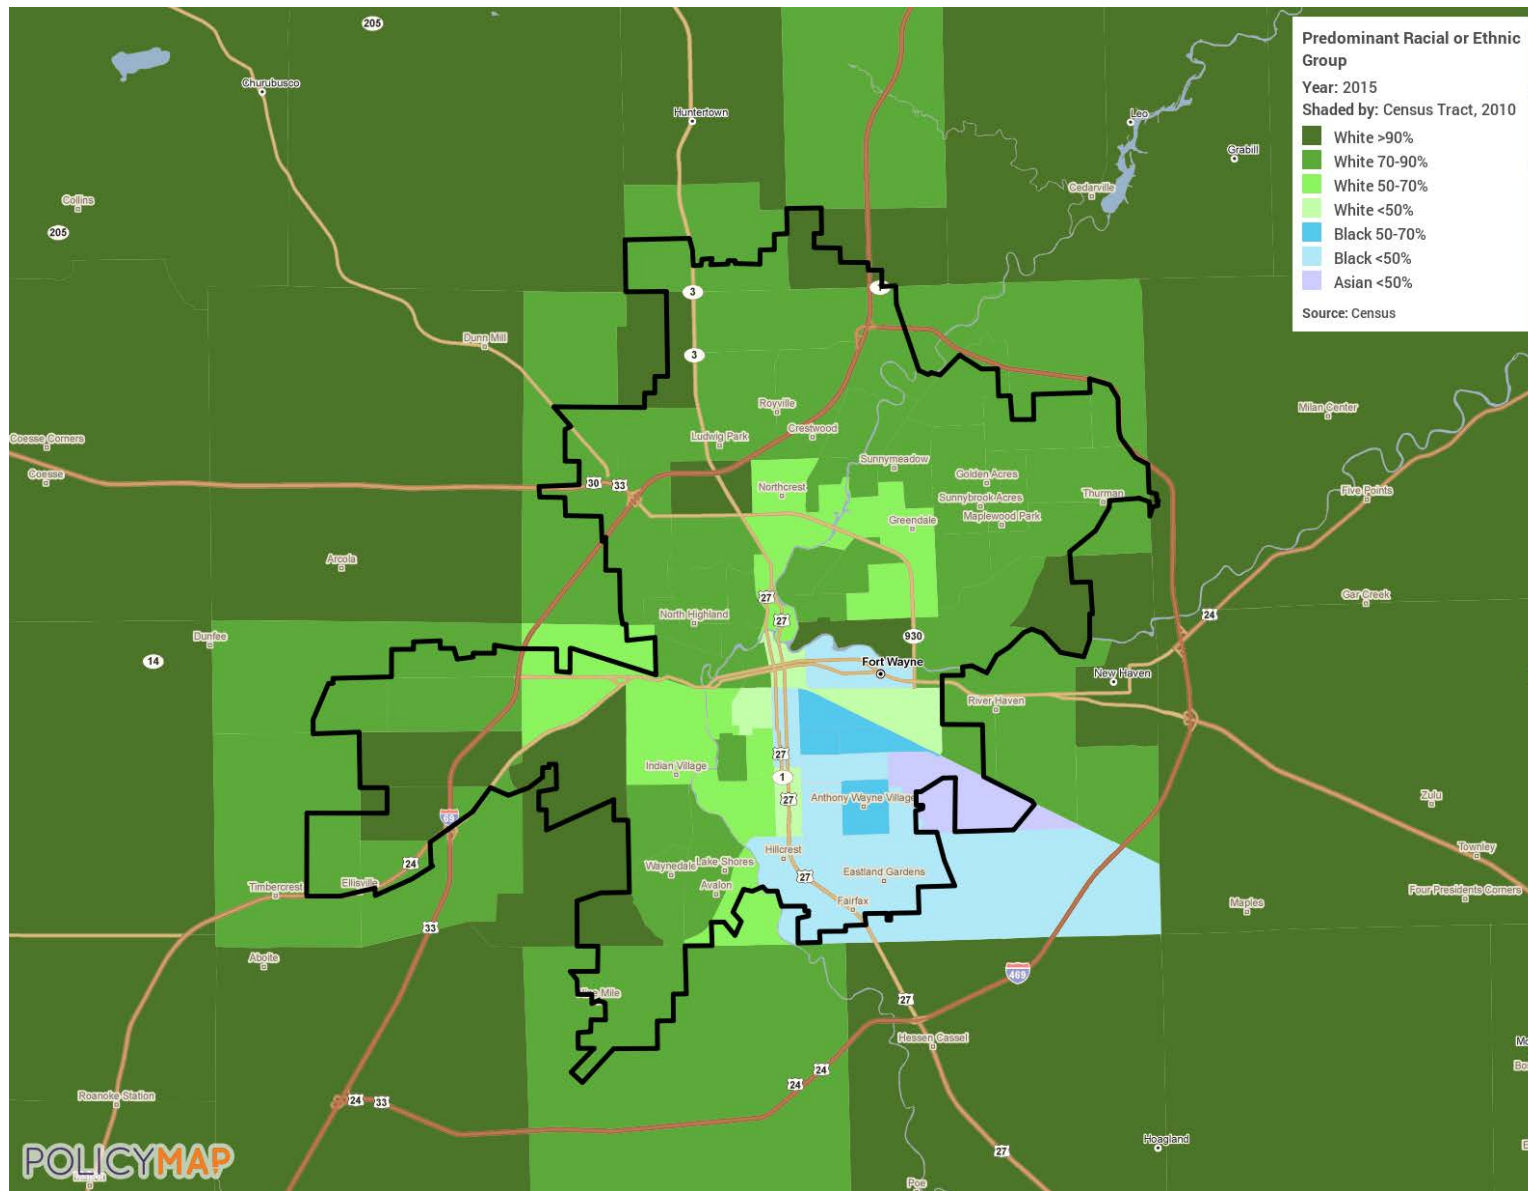 205
Churubusco
Huntertown
Leo
Grabill
Cedarville
Collins
205
Predominant Racial or Ethnic
Group
Year: 2015
Shaded by: Census Tract, 2010
White >90%
White 70-90%
White 50-70%
White <50%
Black 50-70%
Black <50%
Asian <50%
Source: Census
3
Dunn Mill
3
Royville
Crestwood
Ludwig Park
Milan Center
Coesse Corners
Coesse
Sunnymeadow
30
33
Northcrest
Golden Acres
Sunnybrook Acres
Maplewood Park
Thurman
Five Points
Greendale
Arcola
27
North Highland
27
Gar Creek
24
Dunfee
14
930
Fort Wayne
New Haven
River Haven
27
Indian Village
1
27
Anthony Wayne Village
Zulu
69
Hillcrest
Townley
24
Waynedale
Lake Shores
Eastland Gardens
27
Timbercrest
Ellisville
Avalon
Four Presidents Corners
Fairfax
Maples
33
Aboite
469
Mile
27
Hessen Cassel
24
24
Roanoke Station
24
33
Hoagland
27
POLICYMAP
Poe